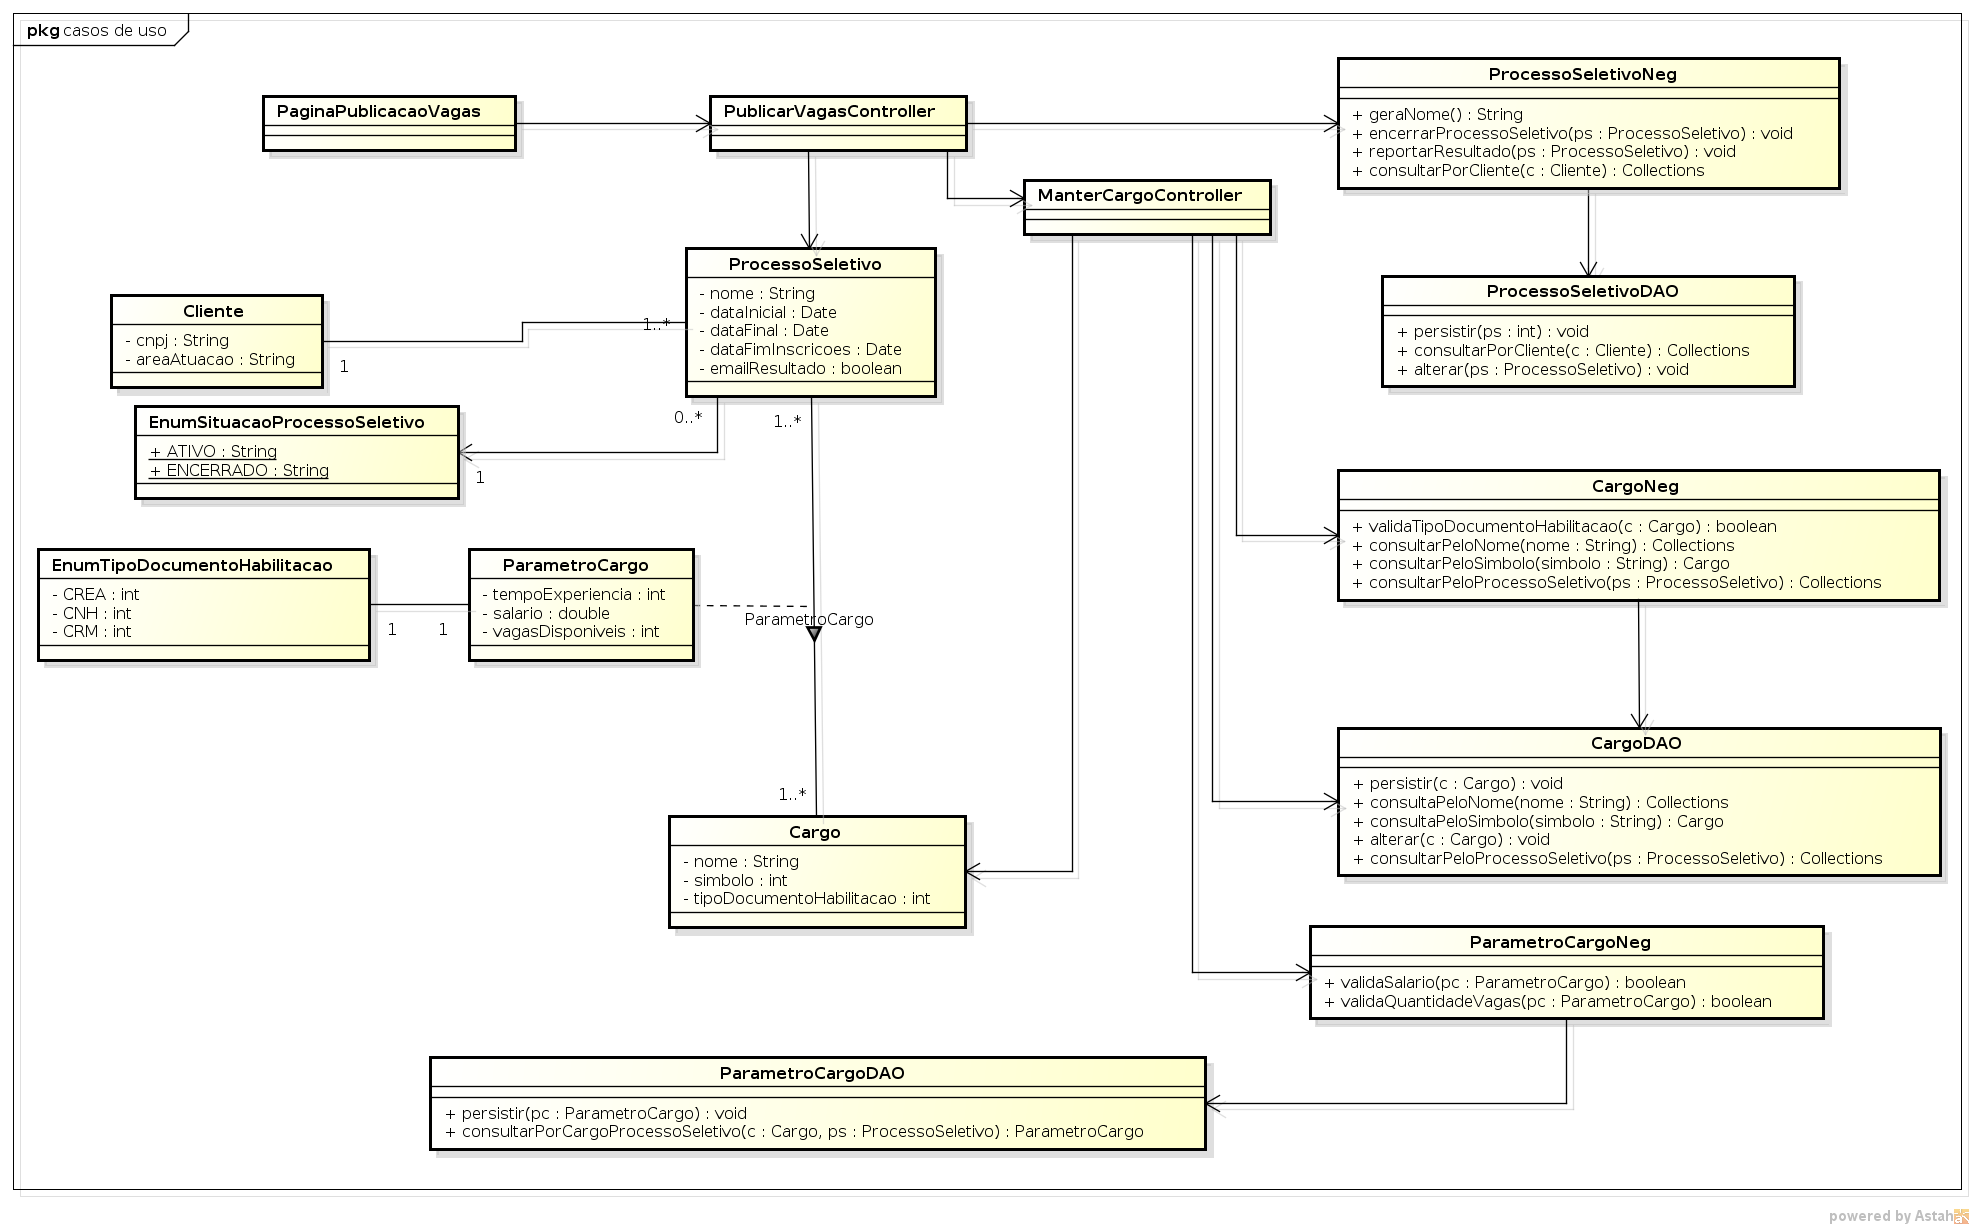 pkg casos de uso
PaginaPublicacaoVagas
PublicarVagasController
ProcessoSeletivoNeg
+ geraNome() : String
+ encerrarProcessoSeletivo(ps : ProcessoSeletivo) : void
+ reportarResultado(ps : ProcessoSeletivo) : void
+ consultarPorCliente(c : Cliente) : Collections
ManterCargoController
ProcessoSeletivo
- nome : String
- dataInicial : Date
- dataFinal : Date
- dataFimInscricoes : Date
- emailResultado : boolean
Cliente
- cnpj : String
- areaAtuacao : String
1..*
1
ProcessoSeletivoDAO
+ persistir(ps : int) : void
+ consultarPorCliente(c : Cliente) : Collections
+ alterar(ps : ProcessoSeletivo) : void
EnumSituacaoProcessoSeletivo
+ ATIVO : String
+ ENCERRADO : String
0..*
1..*
1
CargoNeg
+ validaTipoDocumentoHabilitacao(c : Cargo) : boolean
+ consultarPeloNome(nome : String) : Collections
+ consultarPeloSimbolo(simbolo : String) : Cargo
+ consultarPeloProcessoSeletivo(ps : ProcessoSeletivo) : Collections
EnumTipoDocumentoHabilitacao
- CREA : int
- CNH : int
- CRM : int
1
1
ParametroCargo
- tempoExperiencia : int
- salario : double
- vagasDisponiveis : int
ParametroCargo
1..*
CargoDAO
+ persistir(c : Cargo) : void
+ consultaPeloNome(nome : String) : Collections
+ consultaPeloSimbolo(simbolo : String) : Cargo
+ alterar(c : Cargo) : void
+ consultarPeloProcessoSeletivo(ps : ProcessoSeletivo) : Collections
Cargo
- nome : String
- simbolo : int
- tipoDocumentoHabilitacao : int
ParametroCargoNeg
+ validaSalario(pc : ParametroCargo) : boolean
+ validaQuantidadeVagas(pc : ParametroCargo) : boolean
ParametroCargoDAO
+ persistir(pc : ParametroCargo) : void
+ consultarPorCargoProcessoSeletivo(c : Cargo, ps : ProcessoSeletivo) : ParametroCargo
powered by Astah